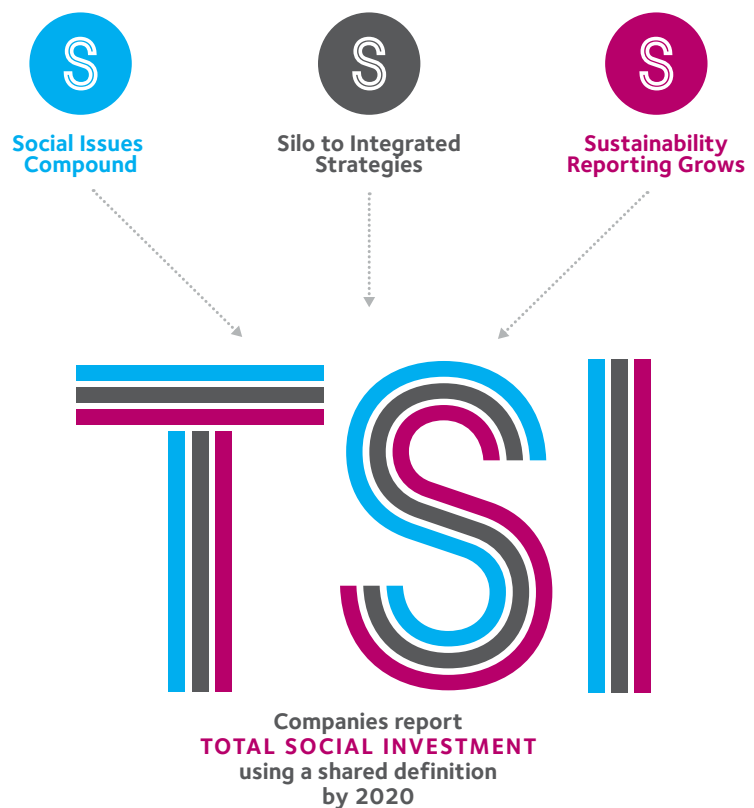 S
S
S
Social Issues
Compound
Silo to Integrated
Strategies
Sustainability
Reporting Grows
TSI
Companies report
TOTAL SOCIAL INVESTMENT
using a shared definition
by 2020